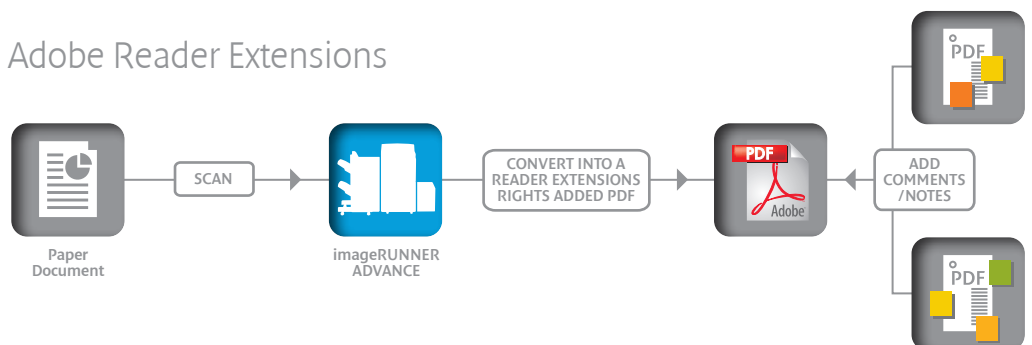 Adobe Reader Extensions
Paper
Document
SCAN
imageRUNNER
ADVANCE
CONVERT INTO A
READER EXTENSIONS
RIGHTS ADDED PDF
PDF
Adobe
ADD
COMMENTS
/NOTES
PDF
PDF